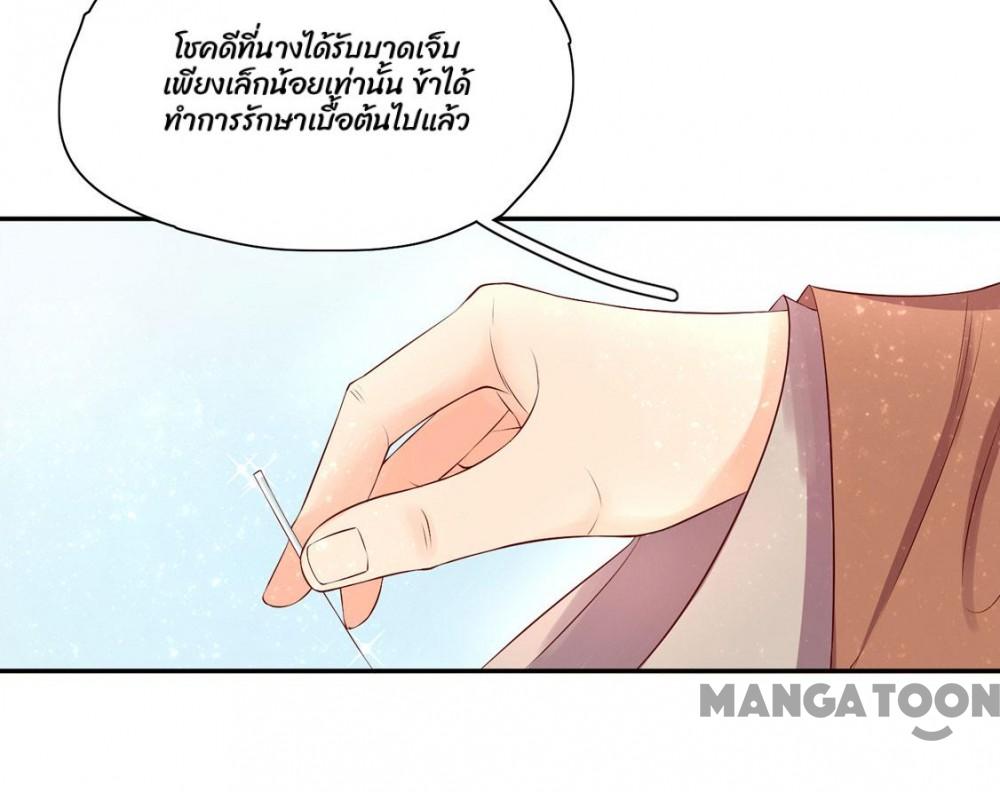 โชคดีที่นางได้รับบาดเจ็บ
เพียงเล็กน้อยเท่านั้น ข้าได้
ทำการรักษาเบื้อต้นไปแล้ว
MANGATOON